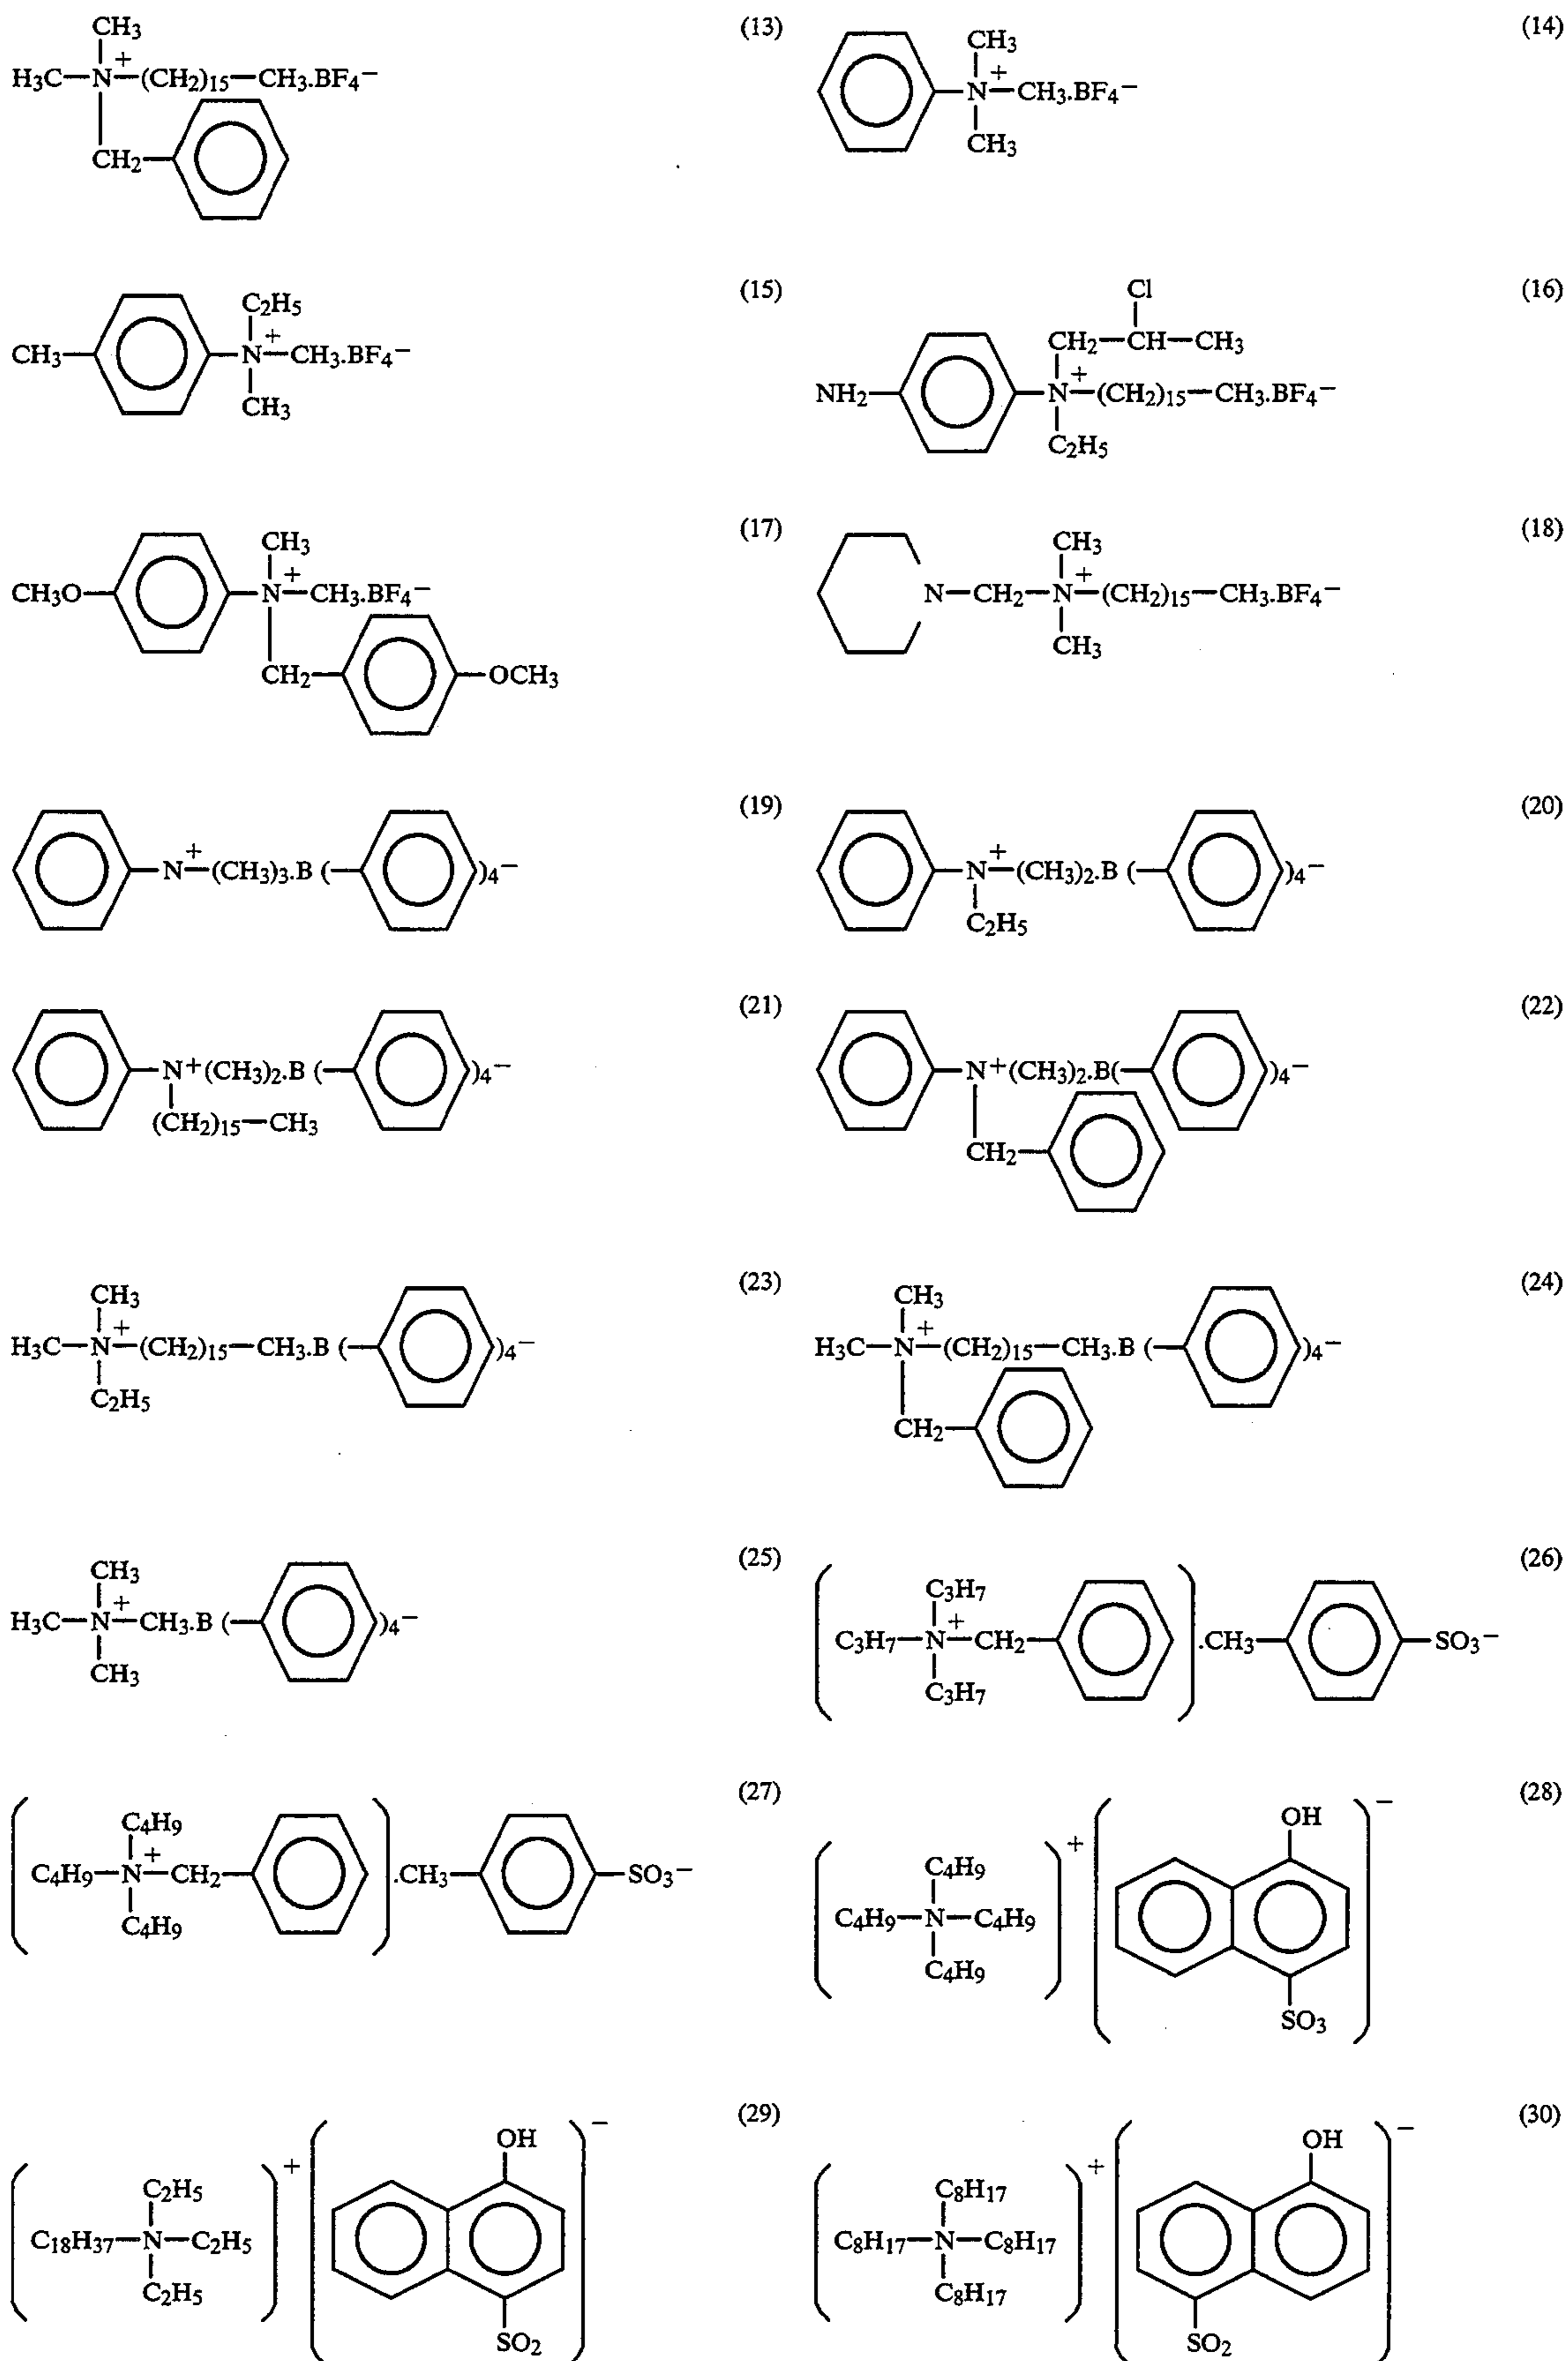 (13)
CH3
H3C—N+—(CH2)15—CH3.BF4−
CH2
(14)
CH3
N+—CH3.BF4−
CH3
(15)
C2H5
CH3 N+—CH3.BF4−
CH3
(16)
Cl
CH2—CH—CH3
NH2 N+—(CH2)15—CH3.BF4−
C2H5
(17)
CH3
CH3O N+—CH3.BF4−
CH2 OCH3
(18)
CH3
N—CH2—N+—(CH2)15—CH3.BF4−
CH3
(19)
N+—(CH3)3.B ( )4−
(20)
N+—(CH3)2.B ( )4−
C2H5
(21)
N+(CH3)2.B ( )4−
(CH2)15—CH3
(22)
N+(CH3)2.B( )4−
CH2
(23)
CH3
H3C—N+—(CH2)15—CH3.B ( )4−
C2H5
(24)
CH3
H3C—N+—(CH2)15—CH3.B ( )4−
CH2
(25)
CH3
H3C—N+—CH3.B ( )4−
CH3
(26)
C3H7
C3H7—N+—CH2 .CH3 SO3−
C3H7
(27)
C4H9
C4H9—N+—CH2 .CH3 SO3−
C4H9
(28)
C4H9 + OH −
C4H9—N—C4H9
C4H9
SO3
(29)
C2H5 + OH −
C18H37—N—C2H5
C2H5
SO2
(30)
C8H17 + OH −
C8H17—N—C8H17
C8H17
SO2